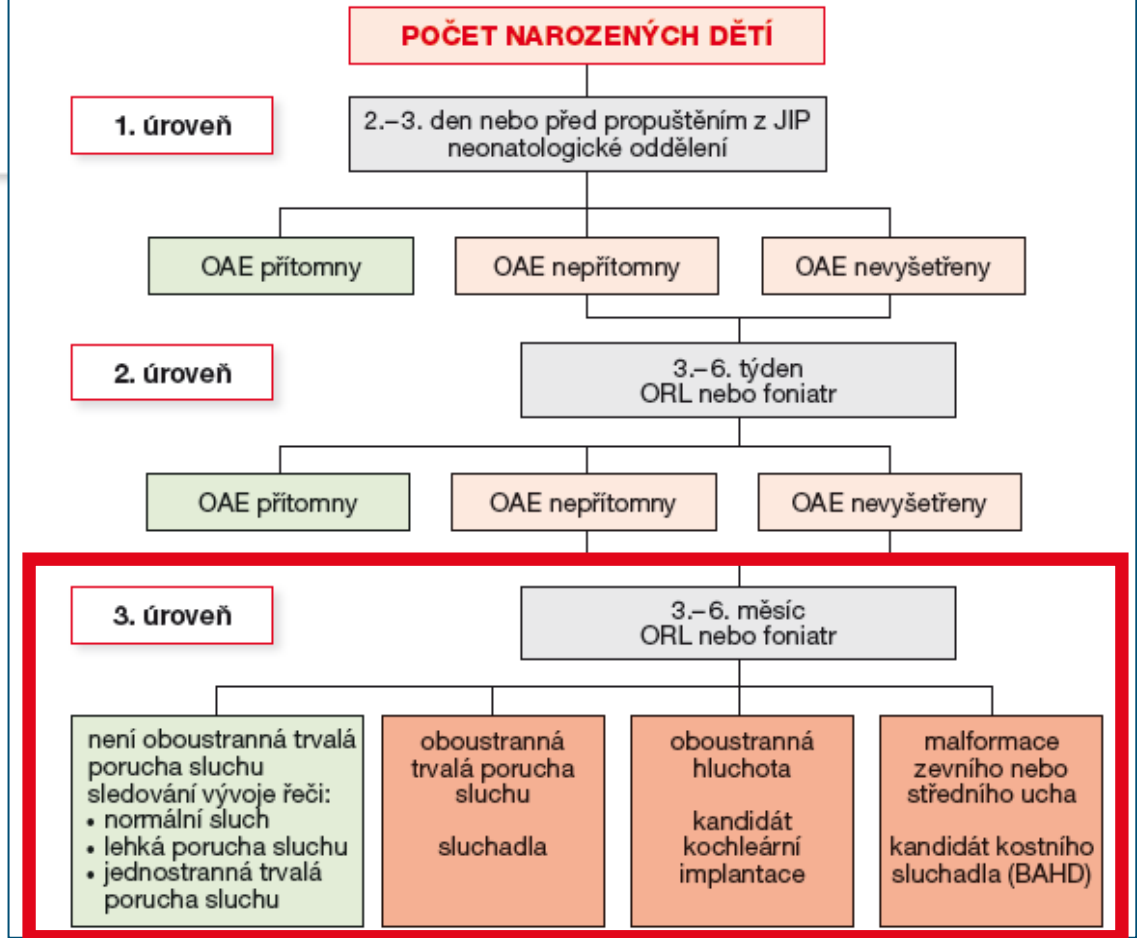 POČET NAROZENÝCH DĚTÍ
1. úroveň
2.–3. den nebo před propuštěním z JIP
neonatologické oddělení
OAE přítomny
OAE nepřítomny
OAE nevyšetřeny
2. úroveň
3.–6. týden
ORL nebo foniatr
OAE přítomny
OAE nepřítomny
OAE nevyšetřeny
3. úroveň
3.–6. měsíc
ORL nebo foniatr
není oboustranná trvalá
porucha sluchu
sledování vývoje řeči:
• normální sluch
• lehká porucha sluchu
• jednostranná trvalá
porucha sluchu
oboustranná
trvalá porucha
sluchu
sluchadla
oboustranná
hluchota
kandidát
kochleární
implantace
malformace
zevního nebo
středního ucha
kandidát kostního
sluchadla (BAHD)